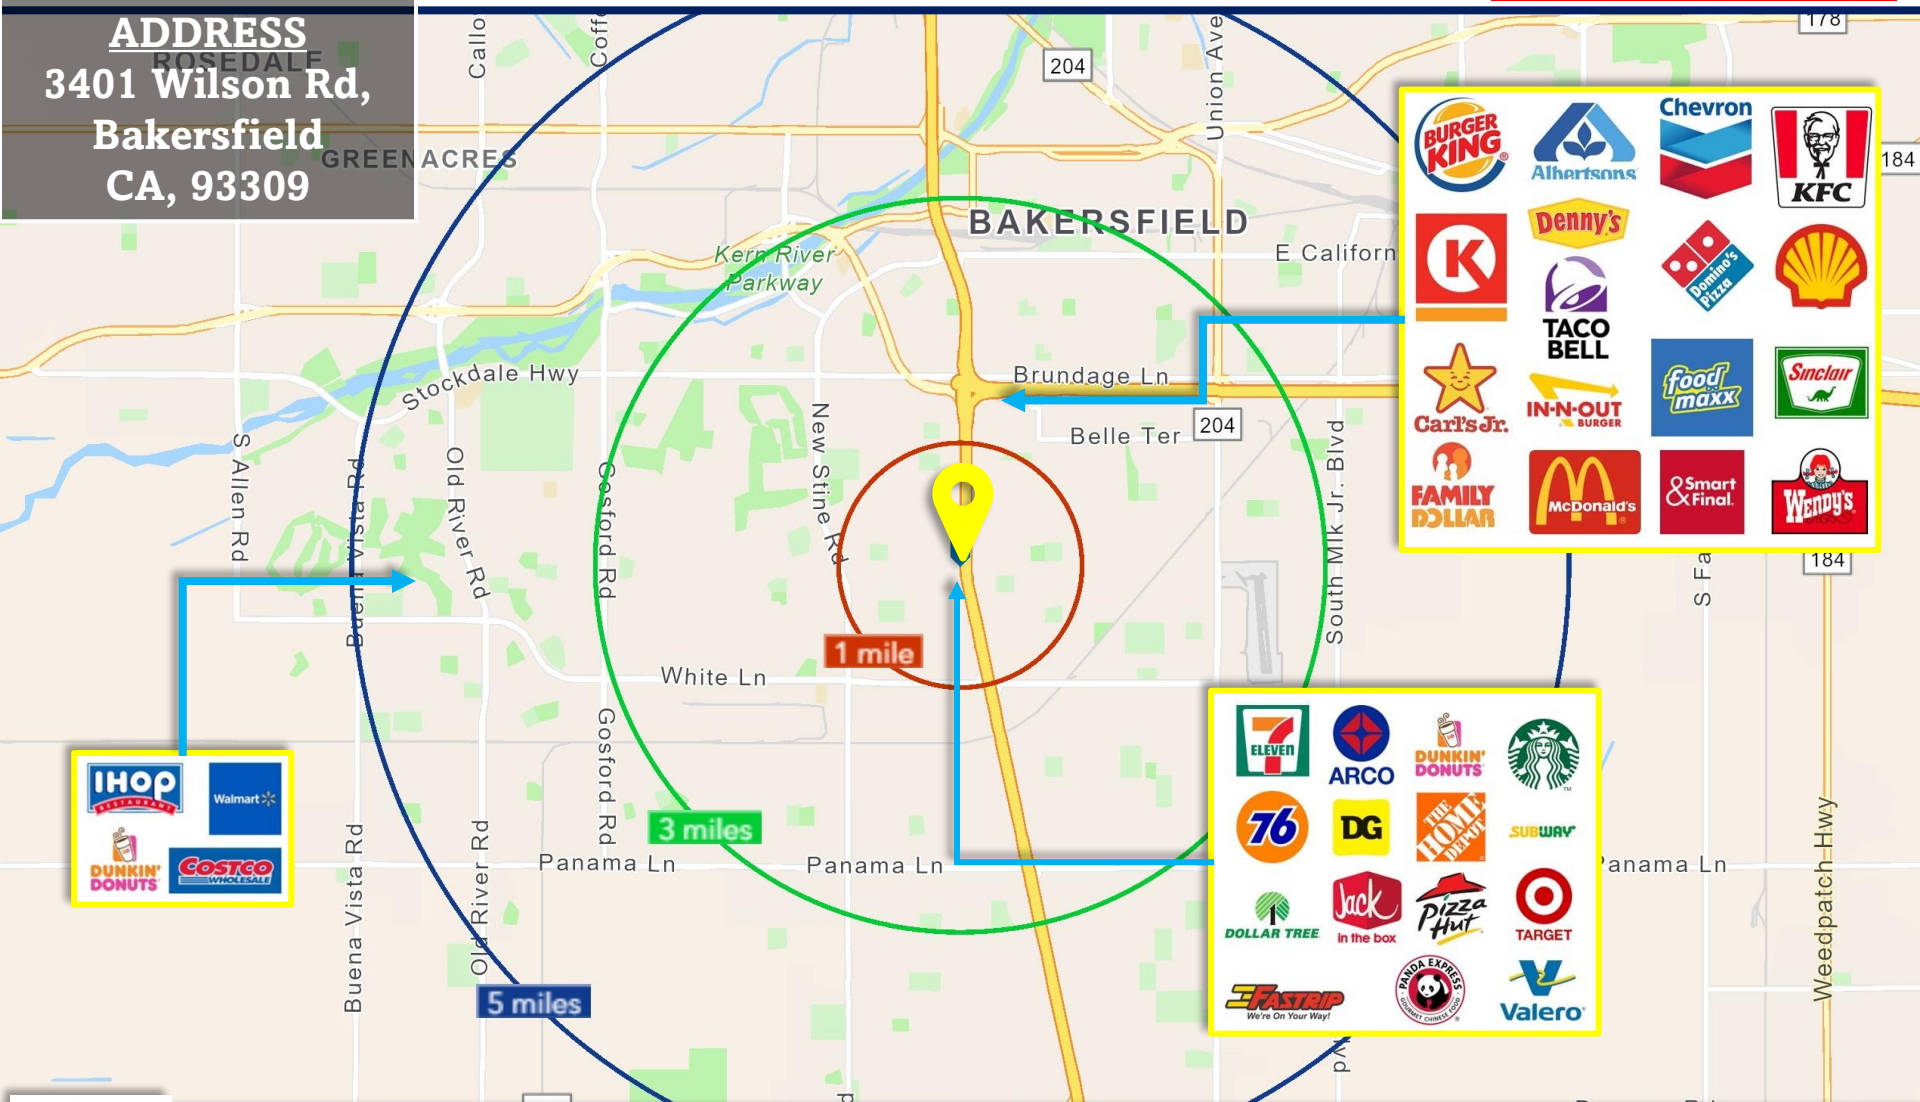 ADDRESS
3401 Wilson Rd,
Bakersfield
CA, 93309
ROSEDALE
GREENACRES
Callo
Coffe
204
Union Ave
178
184
BAKERSFIELD
Kern River
Parkway
E Californ
Stockdale Hwy
Brundage Ln
Belle Ter
204
S Allen Rd
Buena Vista Rd
Old River Rd
Gosford Rd
New Stine Rd
South Mlk Jr. Blvd
S Fa
184
1 mile
White Ln
Gosford Rd
3 miles
Panama Ln
Panama Ln
Panama Ln
Buena Vista Rd
Old River Rd
5 miles
Weedpatch Hwy
lvd
BURGER
KING
Albertsons
Chevron
KFC
K
Denny's
TACO
BELL
Domino's
Pizza
Carl's Jr.
IN-N-OUT
BURGER
food
maxx
Sinclair
FAMILY
DOLLAR
McDonald's
Smart
&Final.
WENDY'S
IHOP
RESTAURANT
Walmart
DUNKIN'
DONUTS
COSTCO
WHOLESALE
7
ELEVEN
ARCO
DUNKIN'
DONUTS
76
DG
THE
HOME
DEPOT
SUBWAY
DOLLAR TREE
Jack
in the box
Pizza
Hut
TARGET
FASTRIP
We're On Your Way!
PANDA EXPRESS
GOURMET CHINESE FOOD
Valero